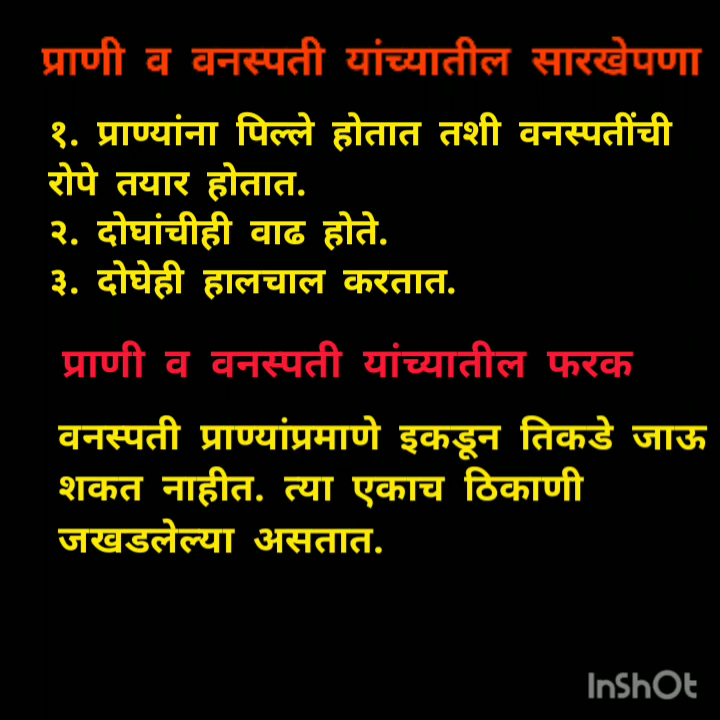 प्राणी व वनस्पती यांच्यातील सारखेपणा
१. प्राण्यांना पिल्ले होतात तशी वनस्पतींची
रोपे तयार होतात.
२. दोघांचीही वाढ होते.
३. दोघेही हालचाल करतात.
प्राणी व वनस्पती यांच्यातील फरक
वनस्पती प्राण्यांप्रमाणे इकडून तिकडे जाऊ
शकत नाहीत. त्या एकाच ठिकाणी
जखडलेल्या असतात.
InShOt